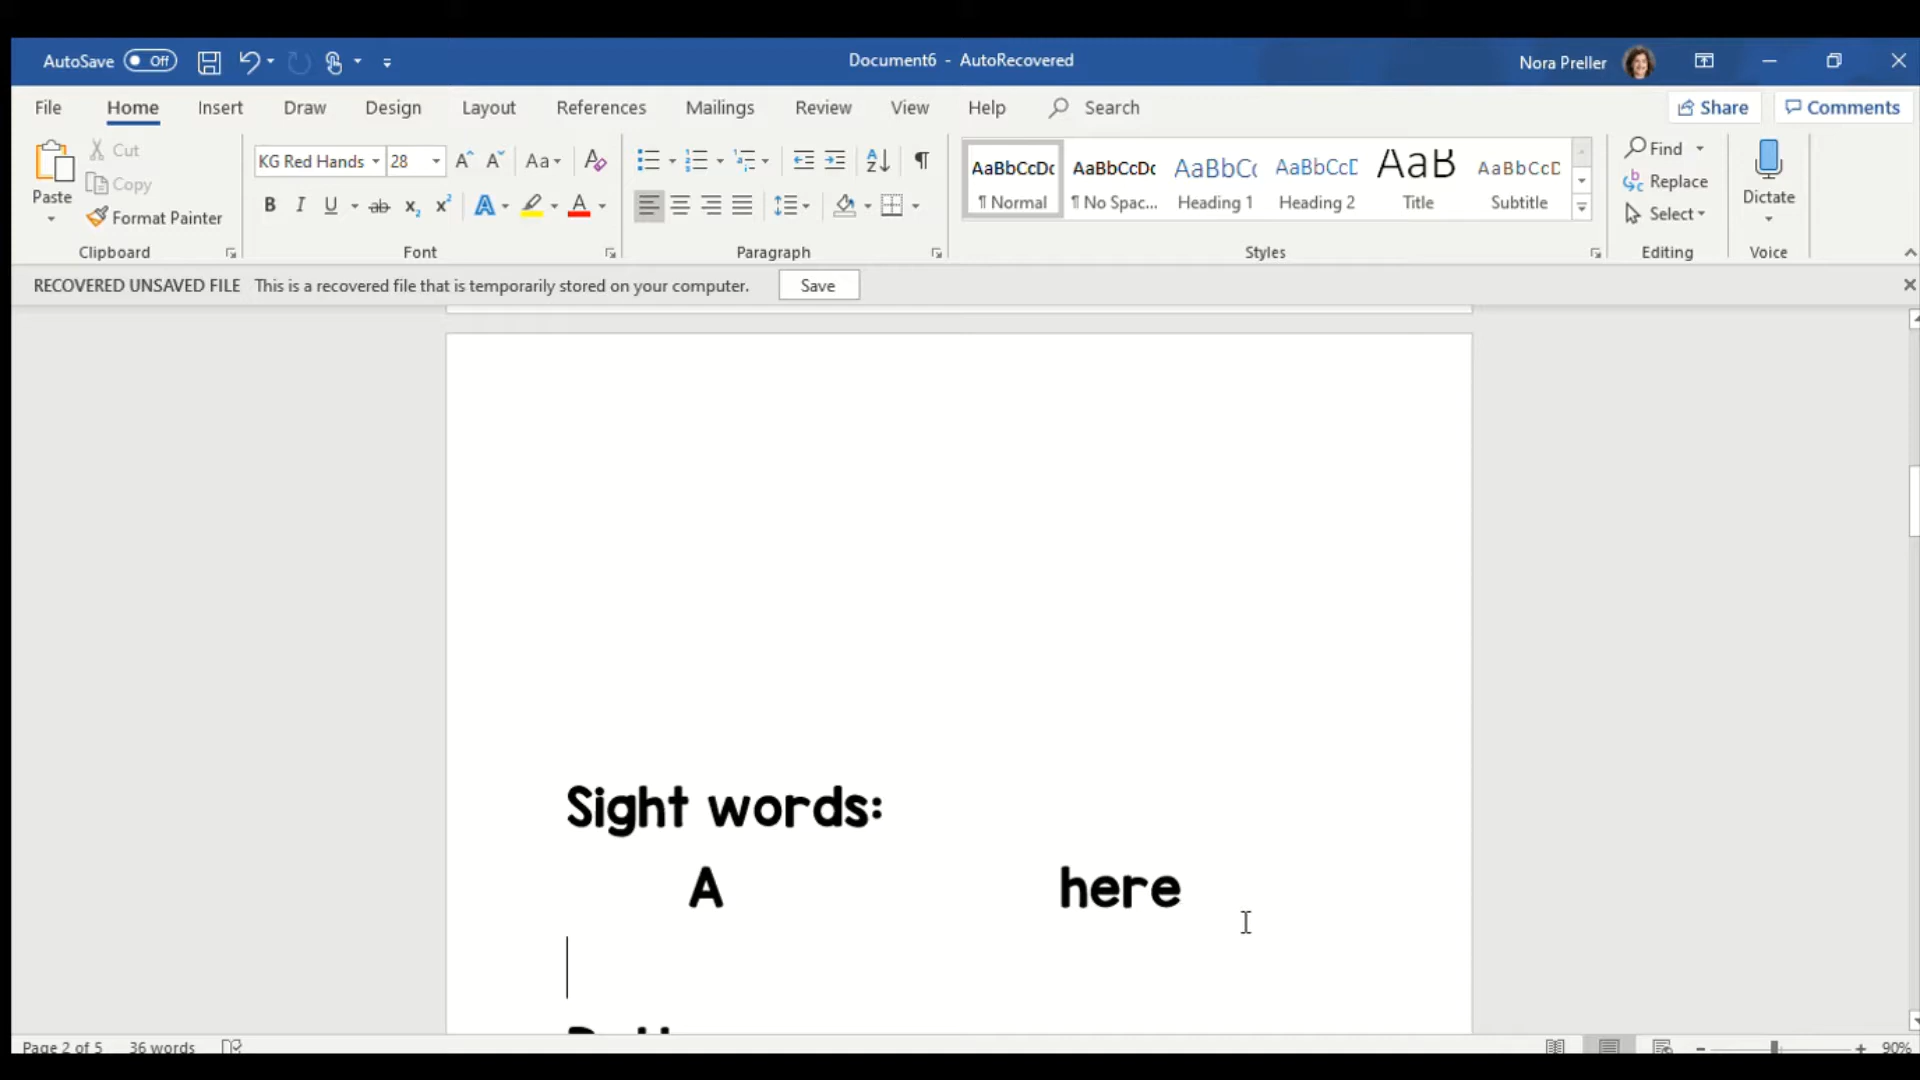 AutoSave Off Document6 - AutoRecovered Nora Preller
File Home Insert Draw Design Layout References Mailings Review View Help Search Share Comments
Paste Cut Copy Format Painter Clipboard
KG Red Hands 28 Aa Font
Paragraph
AaBbCcDc ¶ Normal
AaBbCcDc ¶ No Spac...
AaBbCc Heading 1
AaBbCcD Heading 2
AaB Title
AaBbCcD Subtitle
Styles
Find Replace Select Editing
Dictate Voice
RECOVERED UNSAVED FILE This is a recovered file that is temporarily stored on your computer. Save
Sight words:
A here
Page 2 of 5 36 words 90%